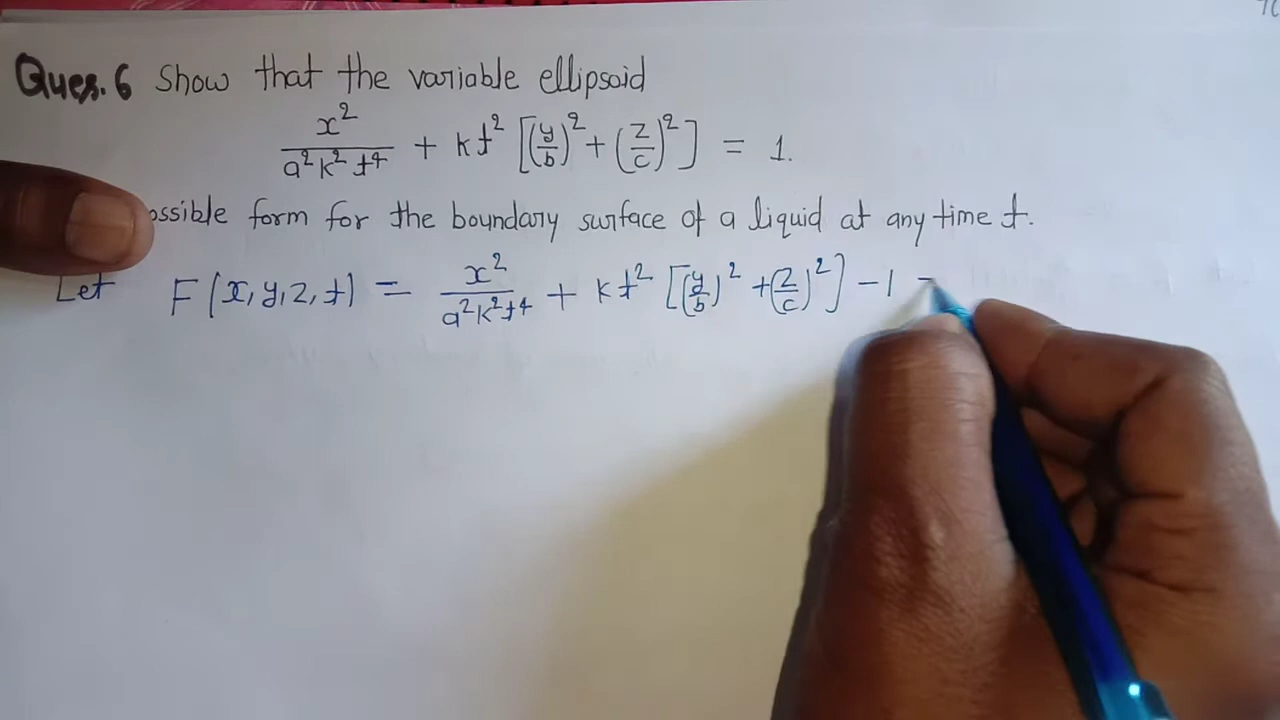 Ques.6 Show that the variable ellipsoid
x²/(a²k²t⁴) + kt² [(y/b)² + (z/c)²] = 1.
ossible form for the boundary surface of a liquid at any time t.
Let F(x, y, z, t) = x²/(a²k²t⁴) + kt² [(y/b)² + (z/c)²] - 1 -